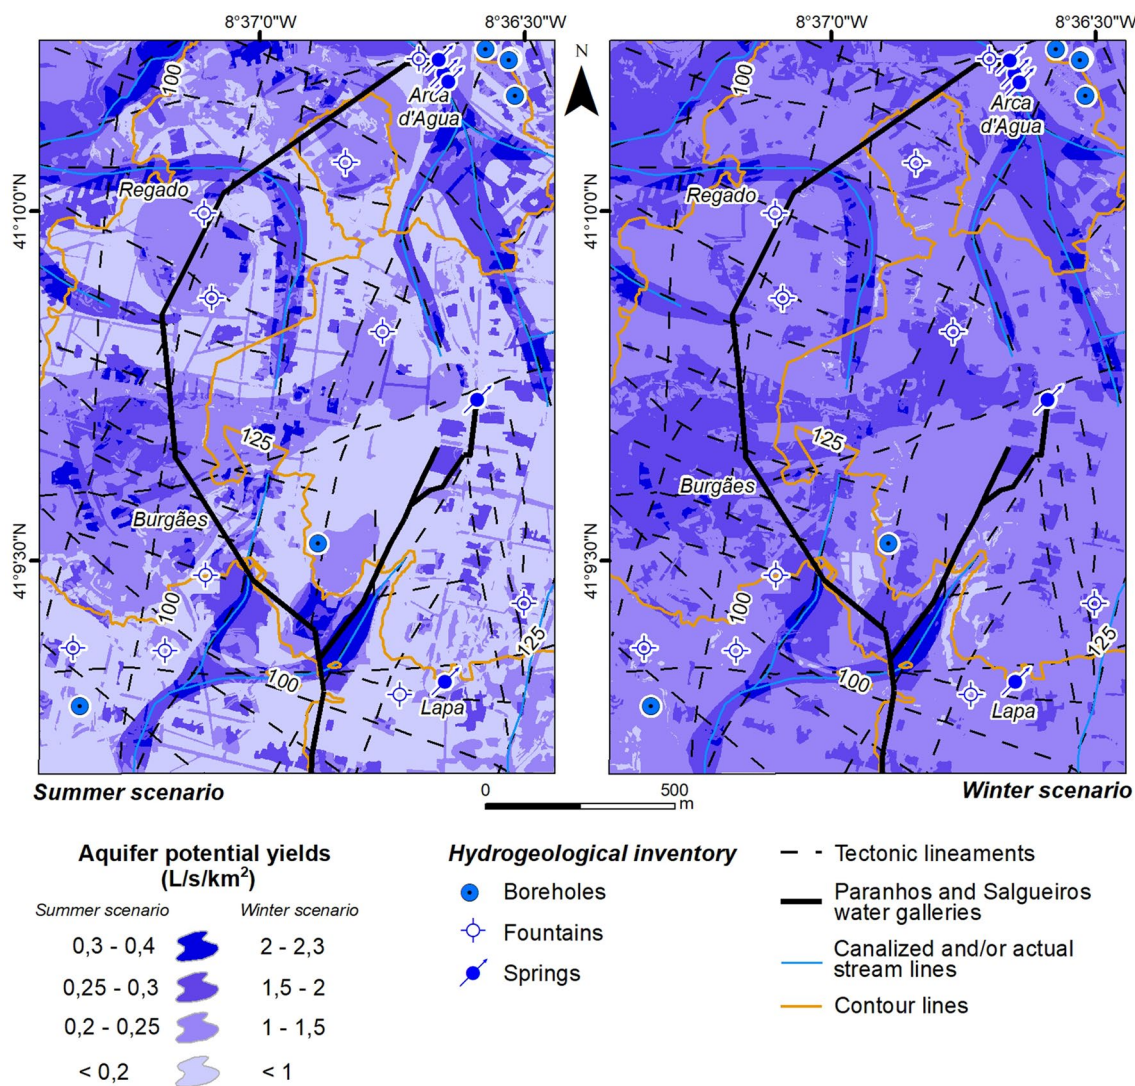 8°37'0"W
8°36'30"W
8°37'0"W
8°36'30"W
N
100
Arca
d'Agua
Regado
41°10'0"N
125
Burgães
41°9'30"N
100
125
100
Lapa
100
Arca
d'Agua
Regado
41°10'0"N
125
Burgães
41°9'30"N
100
125
100
Lapa
Summer scenario
0 500
m
Winter scenario
Aquifer potential yields
(L/s/km²)
Summer scenario Winter scenario
0,3 - 0,4 2 - 2,3
0,25 - 0,3 1,5 - 2
0,2 - 0,25 1 - 1,5
< 0,2 < 1
Hydrogeological inventory
Boreholes
Fountains
Springs
Tectonic lineaments
Paranhos and Salgueiros
water galleries
Canalized and/or actual
stream lines
Contour lines